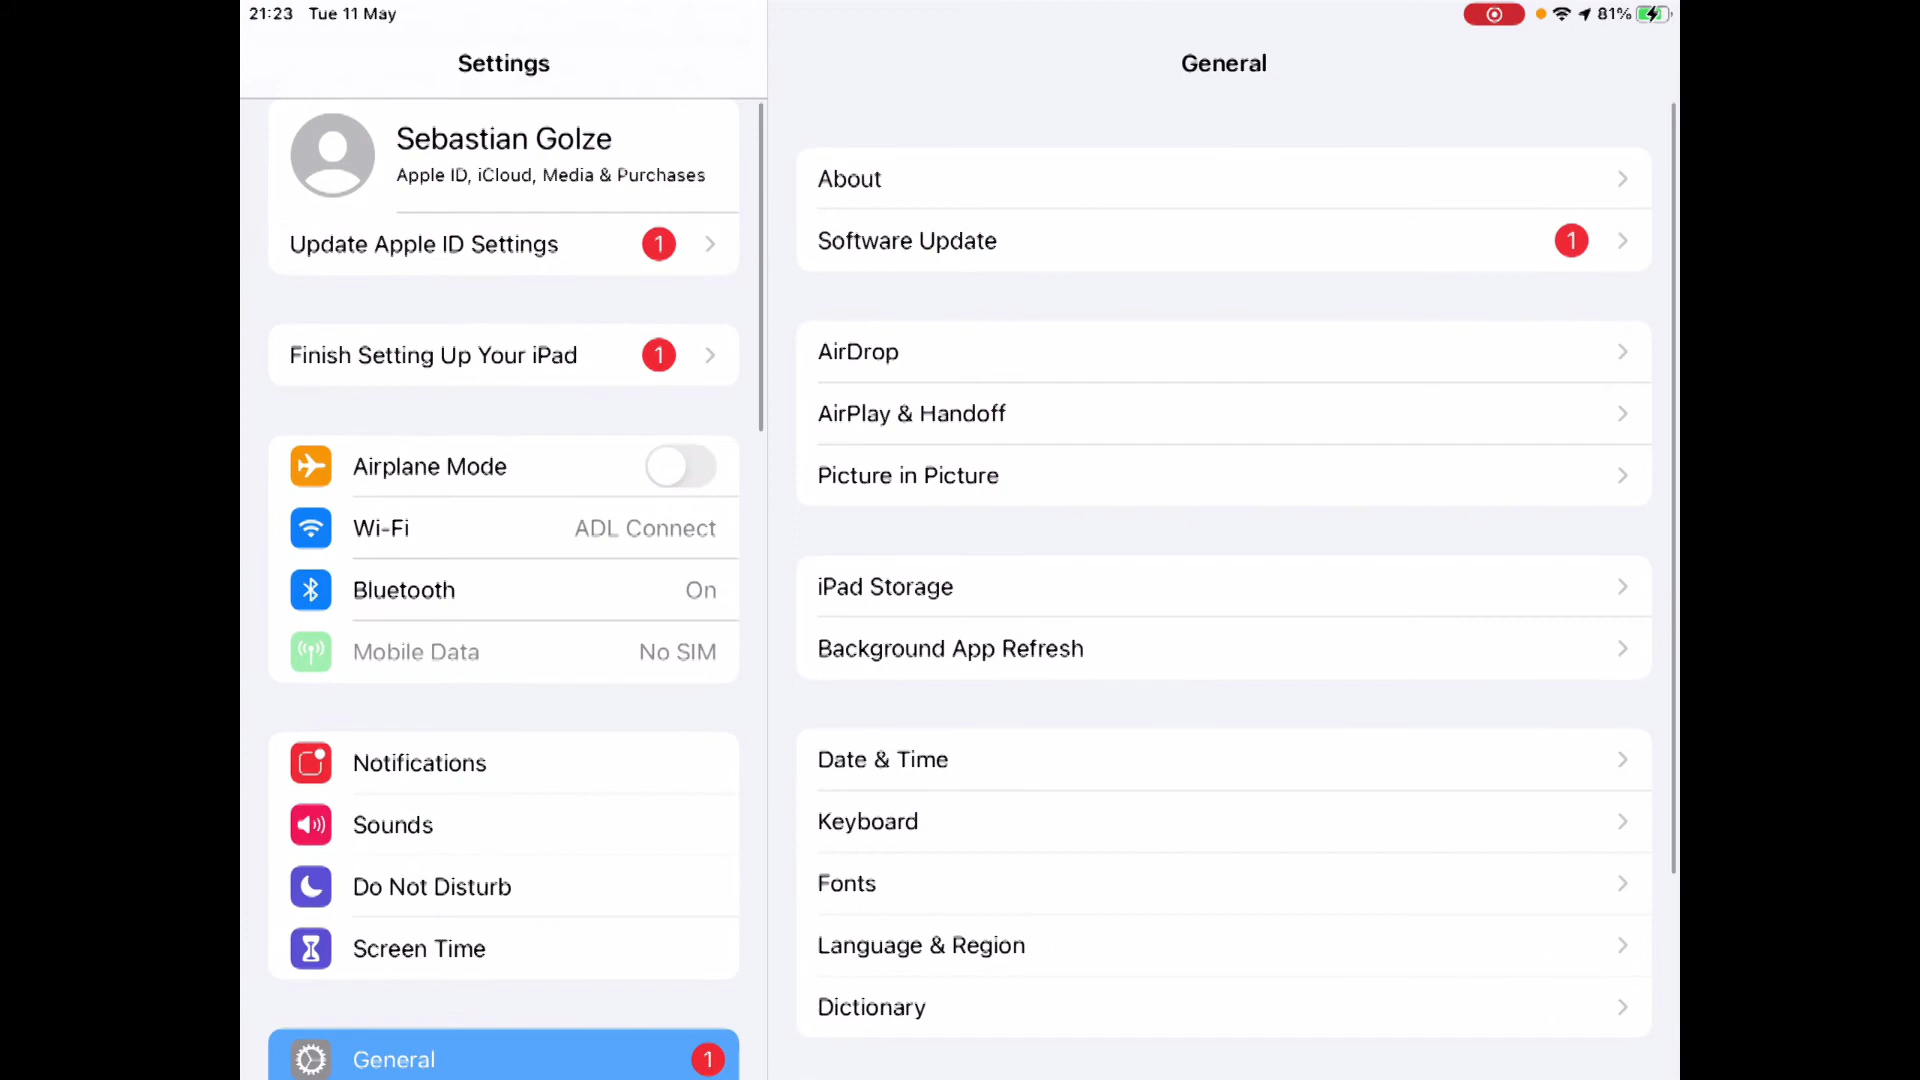 21:23 Tue 11 May
81%
Settings
Sebastian Golze
Apple ID, iCloud, Media & Purchases
Update Apple ID Settings 1
Finish Setting Up Your iPad 1
Airplane Mode
Wi-Fi ADL Connect
Bluetooth On
Mobile Data No SIM
Notifications
Sounds
Do Not Disturb
Screen Time
General 1
General
About
Software Update 1
AirDrop
AirPlay & Handoff
Picture in Picture
iPad Storage
Background App Refresh
Date & Time
Keyboard
Fonts
Language & Region
Dictionary